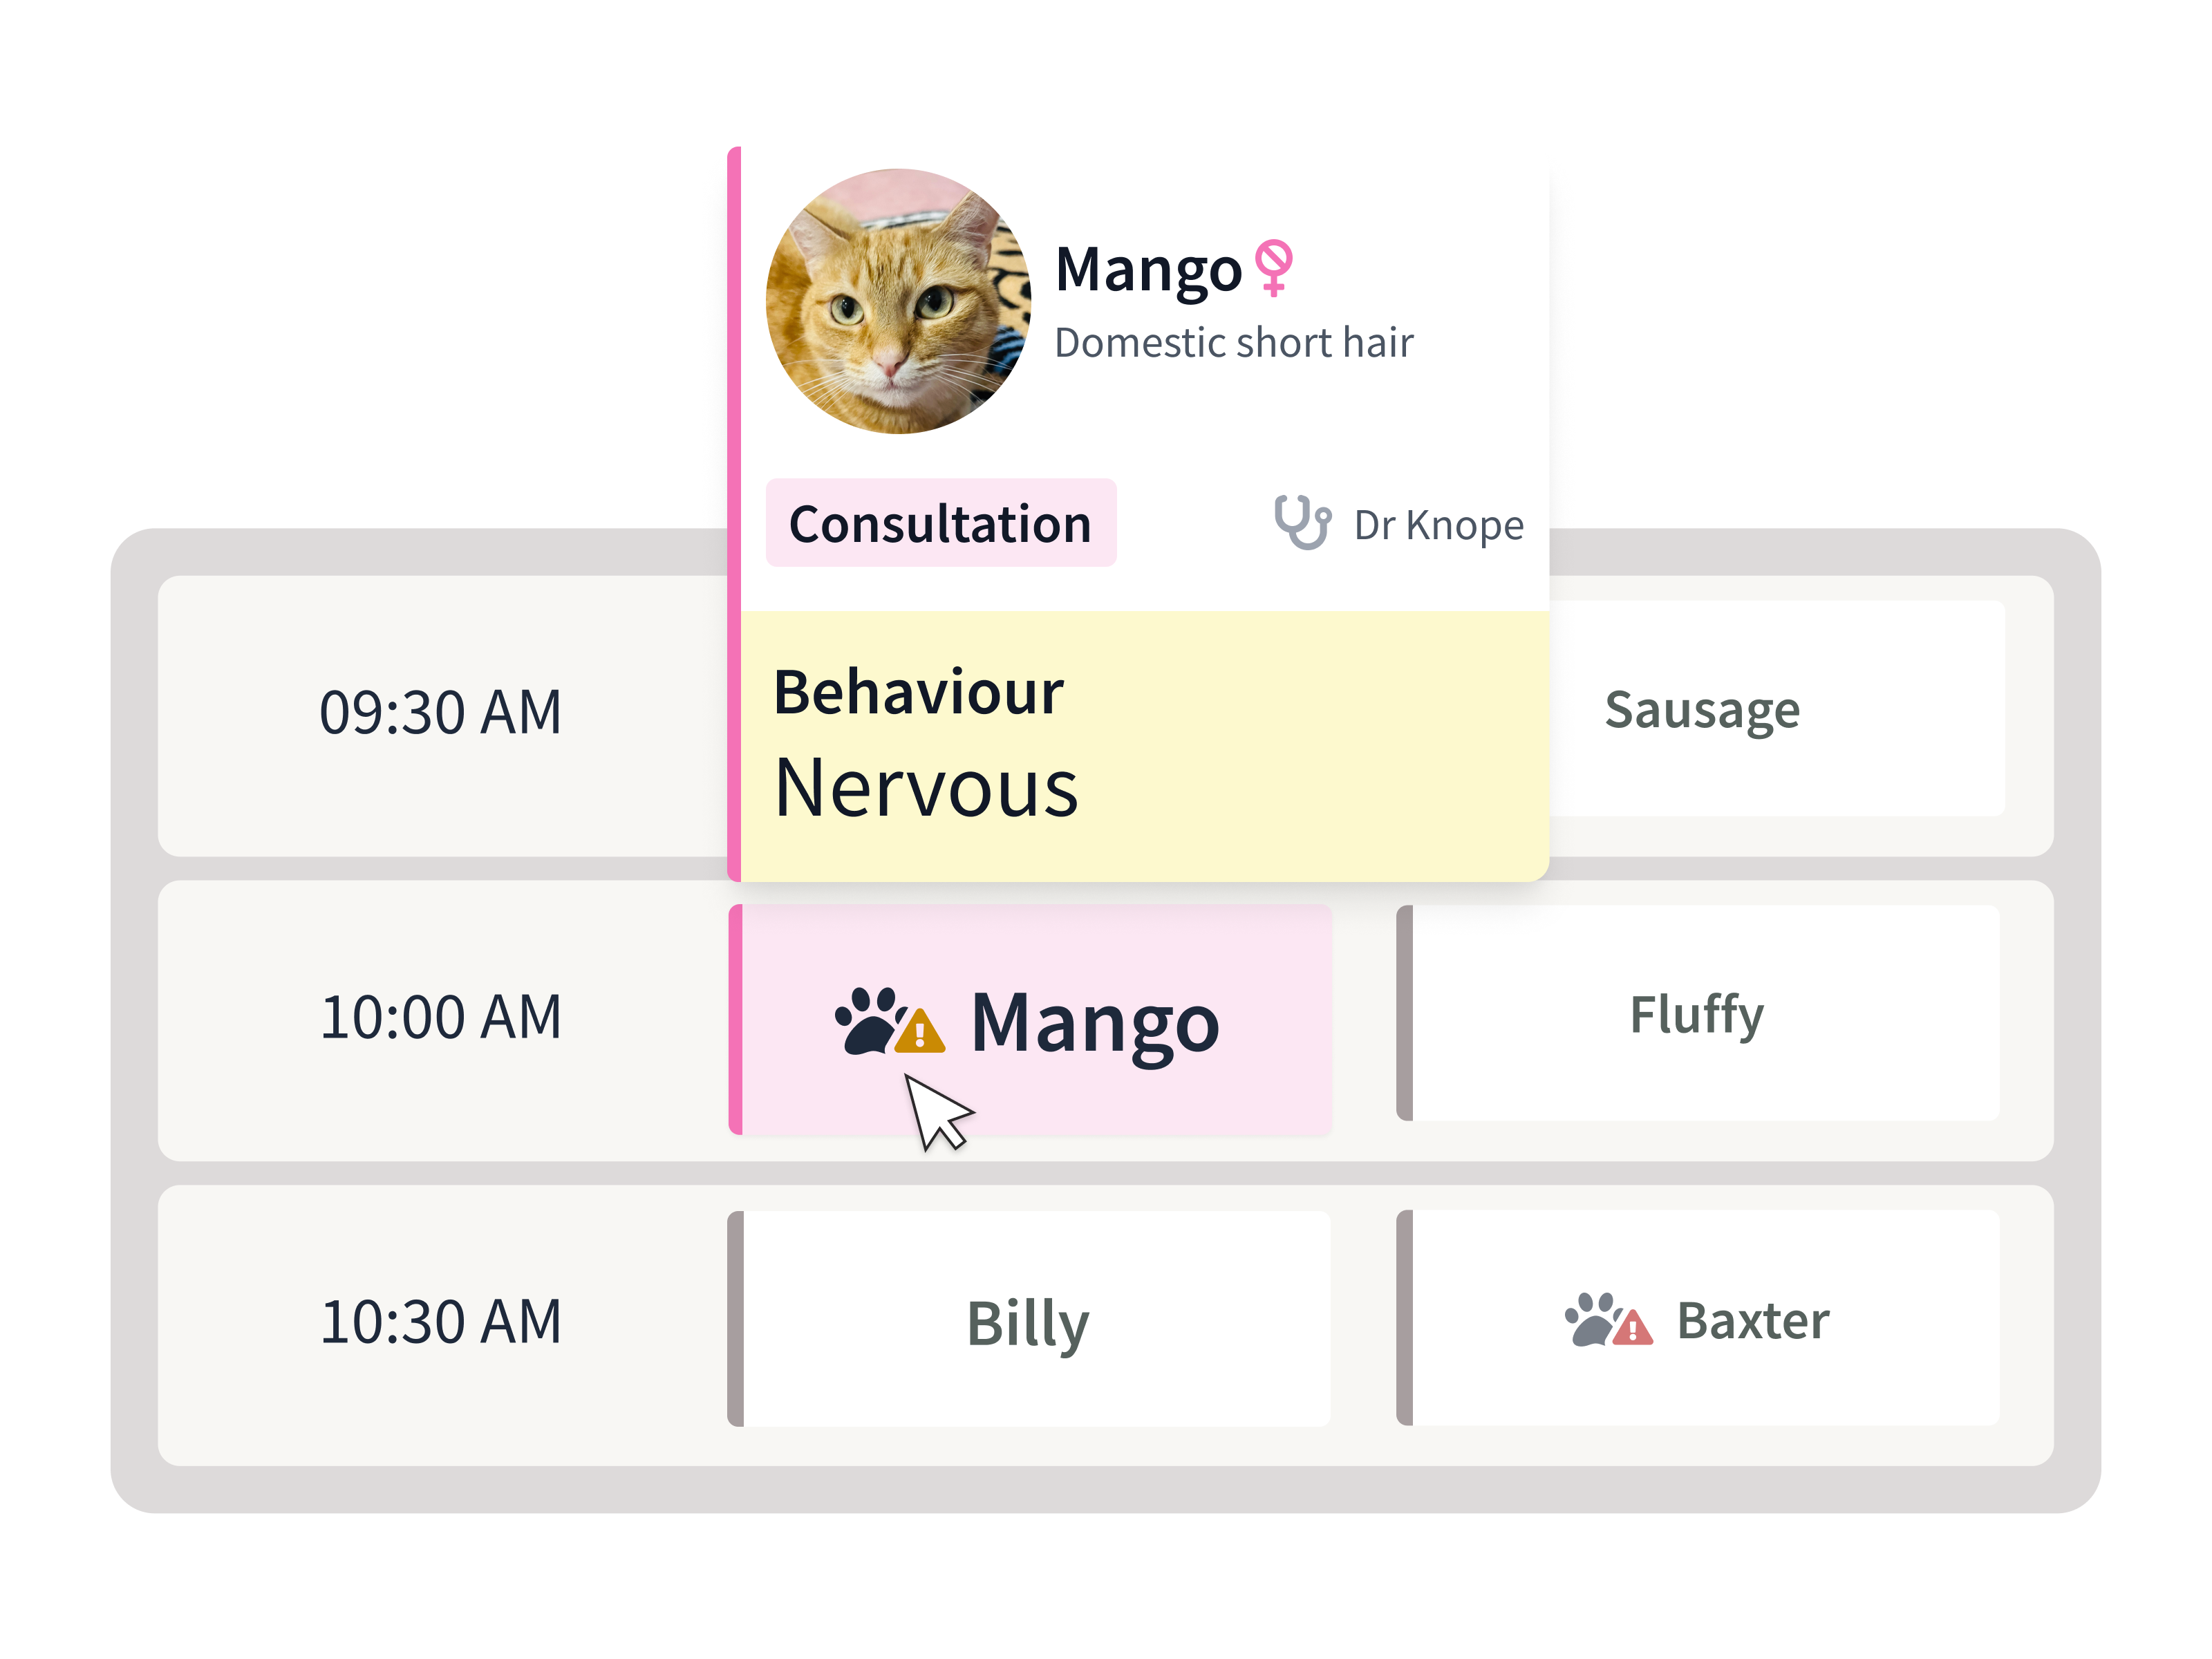 Mango
Domestic short hair
Consultation
Dr Knope
Behaviour
Nervous
09:30 AM
Sausage
10:00 AM
Mango
Fluffy
10:30 AM
Billy
Baxter